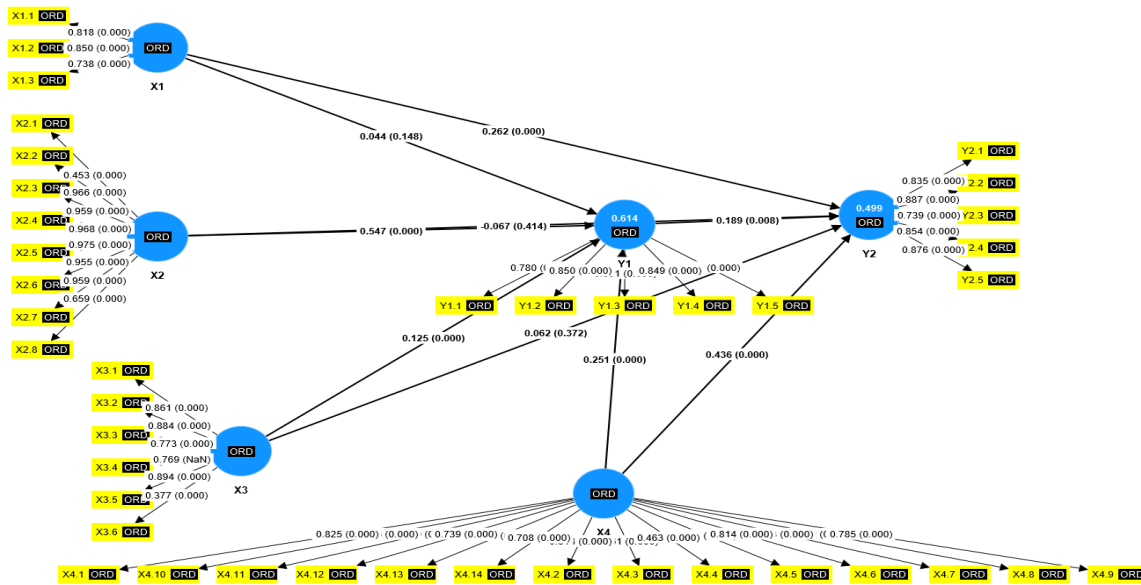 X1.1 ORD
X1.2 ORD
X1.3 ORD
0.818 (0.000)
0.850 (0.000)
0.738 (0.000)
ORD
X1
X2.1 ORD
X2.2 ORD
X2.3 ORD
X2.4 ORD
X2.5 ORD
X2.6 ORD
X2.7 ORD
X2.8 ORD
0.453 (0.000)
0.966 (0.000)
0.959 (0.000)
0.968 (0.000)
0.975 (0.000)
0.955 (0.000)
0.959 (0.000)
0.659 (0.000)
ORD
X2
0.044 (0.148)
0.262 (0.000)
0.547 (0.000)
-0.067 (0.414)
0.189 (0.008)
0.614
ORD
Y1
0.499
ORD
Y2
Y2.1 ORD
2.2 ORD
Y2.3 ORD
2.4 ORD
Y2.5 ORD
0.835 (0.000)
0.887 (0.000)
0.739 (0.000)
0.854 (0.000)
0.876 (0.000)
0.780
0.850 (0.000)
0.849 (0.000)
(0.000)
Y1.1 ORD
Y1.2 ORD
Y1.3 ORD
Y1.4 ORD
Y1.5 ORD
0.125 (0.000)
0.062 (0.372)
0.251 (0.000)
0.436 (0.000)
X3.1 ORD
X3.2 ORD
X3.3 ORD
X3.4 ORD
X3.5 ORD
X3.6 ORD
0.861 (0.000)
0.884 (0.000)
0.773 (0.000)
0.769 (NaN)
0.894 (0.000)
0.377 (0.000)
ORD
X3
ORD
X4
0.825 (0.000)
0.739 (0.000)
0.708 (0.000)
0.463 (0.000)
0.814 (0.000)
0.785 (0.000)
X4.1 ORD
X4.10 ORD
X4.11 ORD
X4.12 ORD
X4.13 ORD
X4.14 ORD
X4.2 ORD
X4.3 ORD
X4.4 ORD
X4.5 ORD
X4.6 ORD
X4.7 ORD
X4.8 ORD
X4.9 ORD